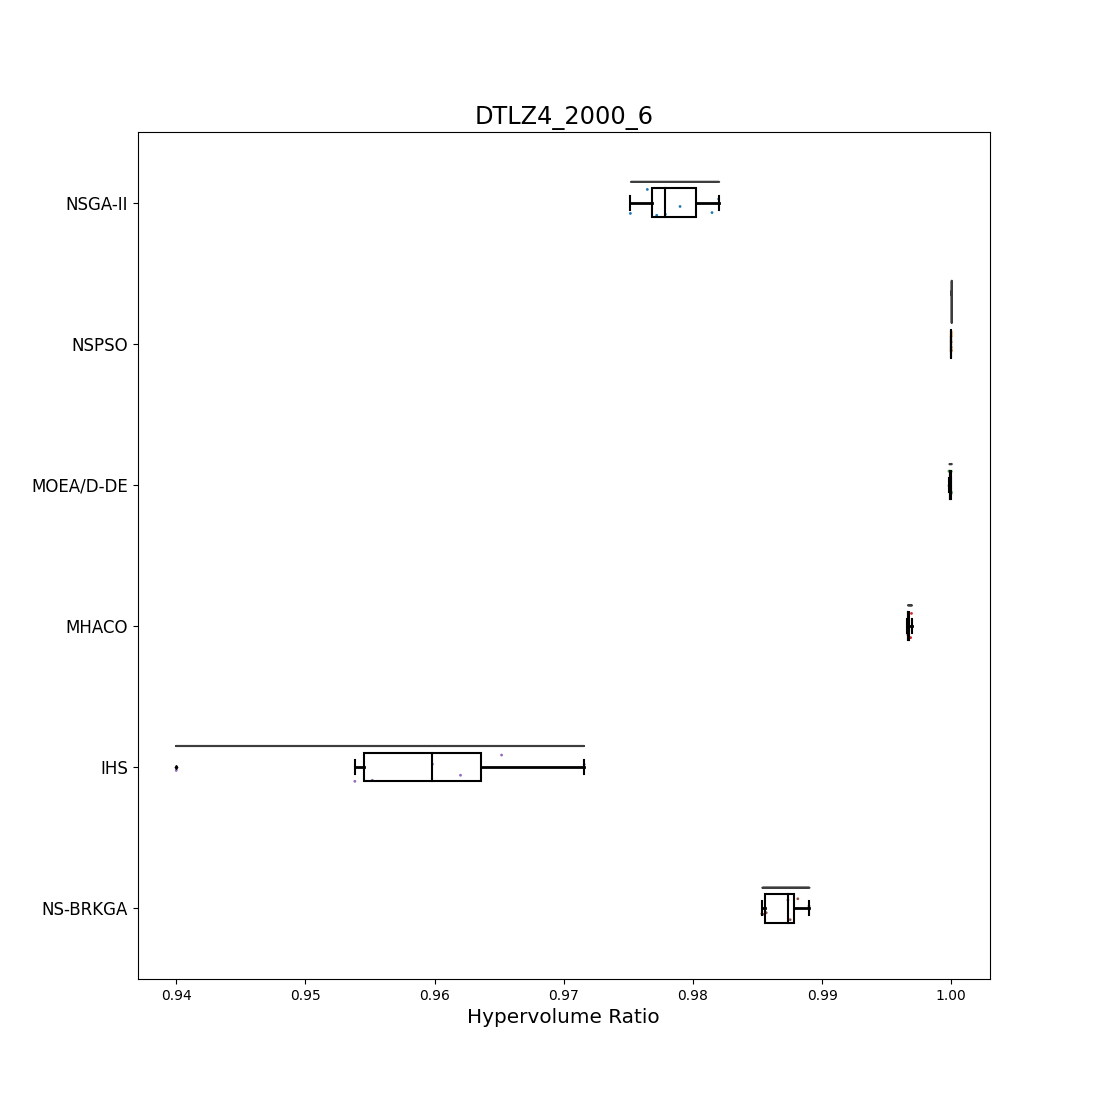 DTLZ4_2000_6
NSGA-II
NSPSO
MOEA/D-DE
MHACO
IHS
NS-BRKGA
0.94 0.95 0.96 0.97 0.98 0.99 1.00
Hypervolume Ratio